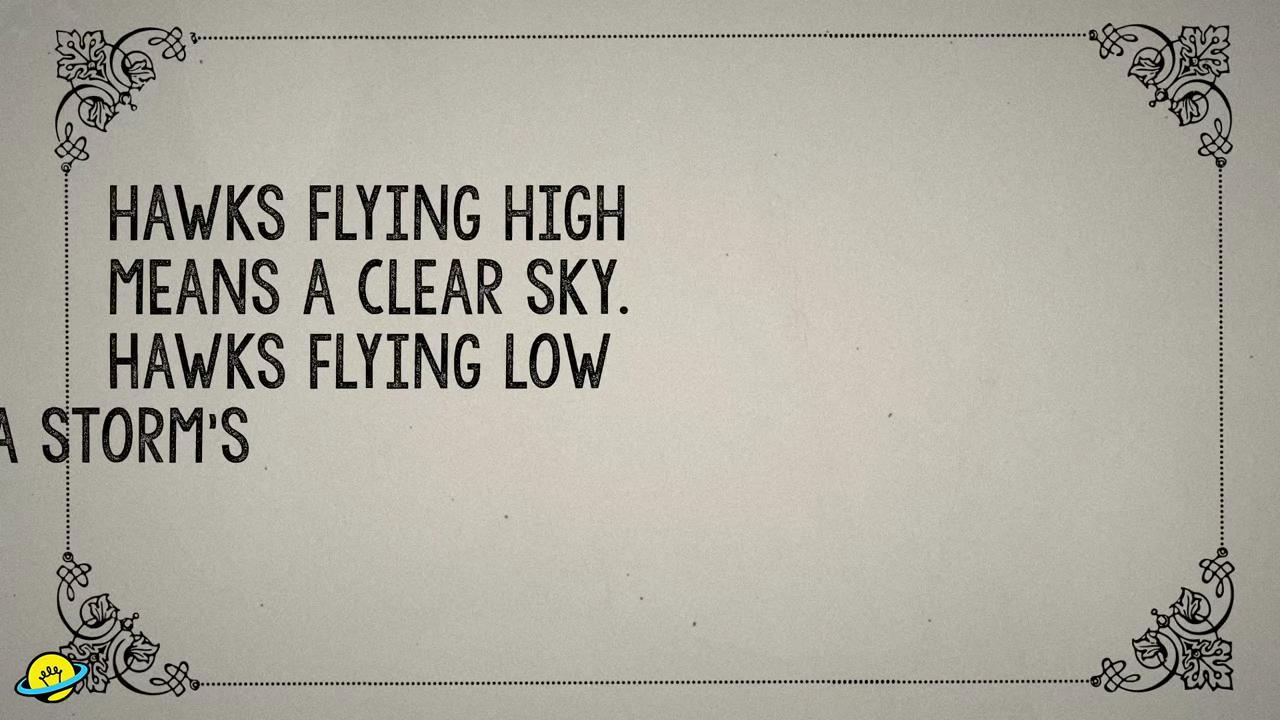 HAWKS FLYING HIGH
MEANS A CLEAR SKY.
HAWKS FLYING LOW
A STORM'S